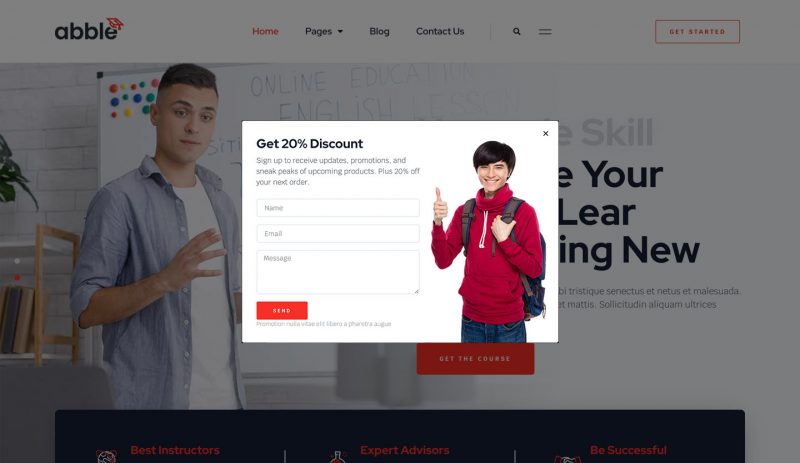 abble
Home
Pages
Blog
Contact Us
GET STARTED
ONLINE EDUCATION
ENGLISH LESSON
Skill
Your
Lear
ing New
bi tristique senectus et netus et malesuada.
et mattis. Sollicitudin aliquam ultrices
GET THE COURSE
Get 20% Discount
Sign up to receive updates, promotions, and
sneak peaks of upcoming products. Plus 20% off
your next order.
Name
Email
Message
SEND
Promotion nulla vitae elit libero a pharetra augue
Best Instructors
Expert Advisors
Be Successful